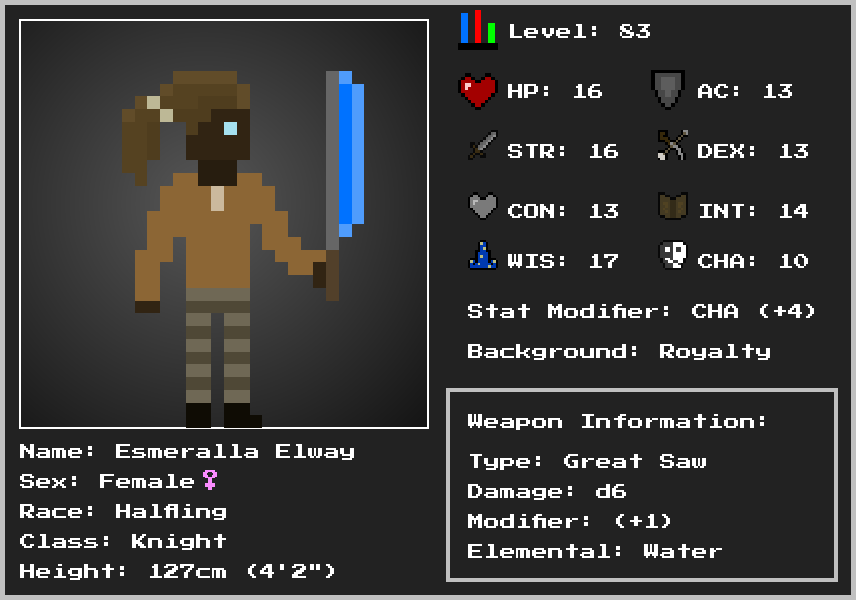 Level: 83
HP: 16 AC: 13
STR: 16 DEX: 13
CON: 13 INT: 14
WIS: 17 CHA: 10
Stat Modifier: CHA (+4)
Background: Royalty
Weapon Information:
Type: Great Saw
Damage: d6
Modifier: (+1)
Elemental: Water
Name: Esmeralla Elway
Sex: Female♀
Race: Halfling
Class: Knight
Height: 127cm (4'2")